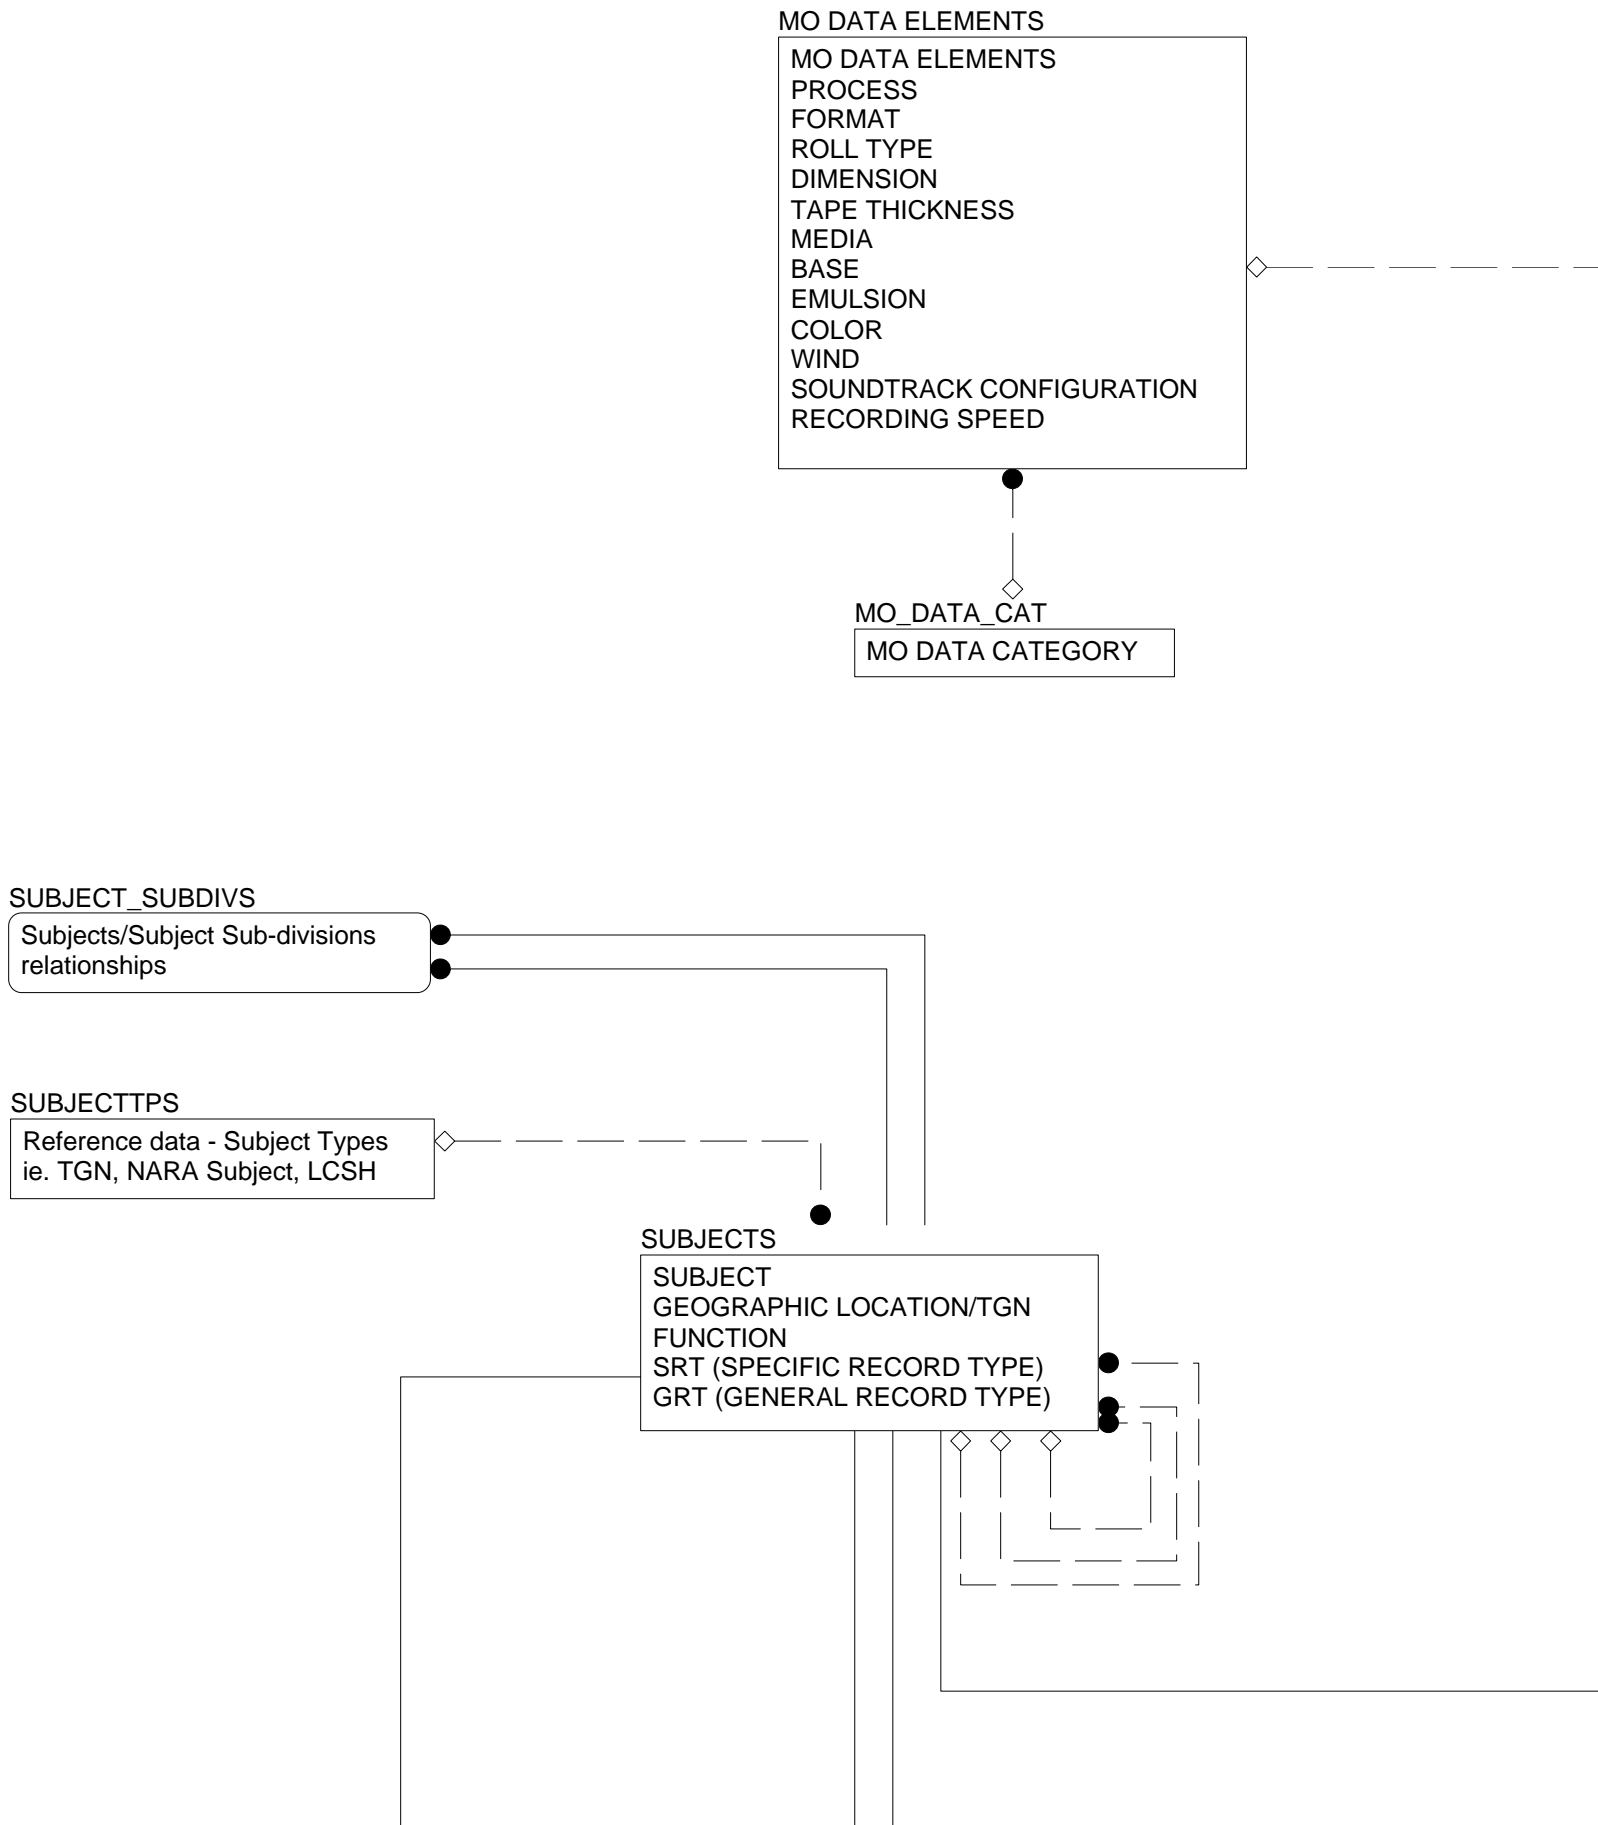 MO DATA ELEMENTS
MO DATA ELEMENTS
PROCESS
FORMAT
ROLL TYPE
DIMENSION
TAPE THICKNESS
MEDIA
BASE
EMULSION
COLOR
WIND
SOUNDTRACK CONFIGURATION
RECORDING SPEED
MO_DATA_CAT
MO DATA CATEGORY
SUBJECT_SUBDIVS
Subjects/Subject Sub-divisions
relationships
SUBJECTTPS
Reference data - Subject Types
ie. TGN, NARA Subject, LCSH
SUBJECTS
SUBJECT
GEOGRAPHIC LOCATION/TGN
FUNCTION
SRT (SPECIFIC RECORD TYPE)
GRT (GENERAL RECORD TYPE)